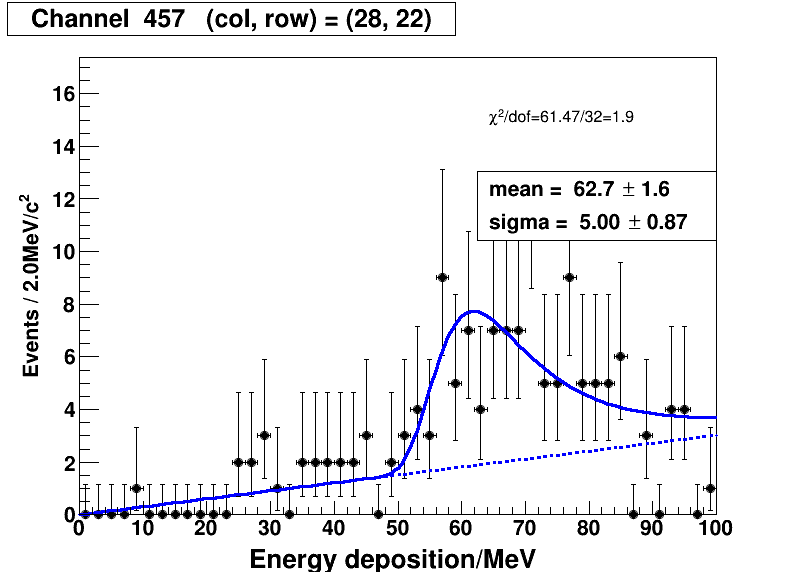 Channel 457 (col, row) = (28, 22)
χ²/dof=61.47/32=1.9
mean = 62.7 ± 1.6
sigma = 5.00 ± 0.87
Events / 2.0MeV/c²
16
14
12
10
8
6
4
2
0
0 10 20 30 40 50 60 70 80 90 100
Energy deposition/MeV